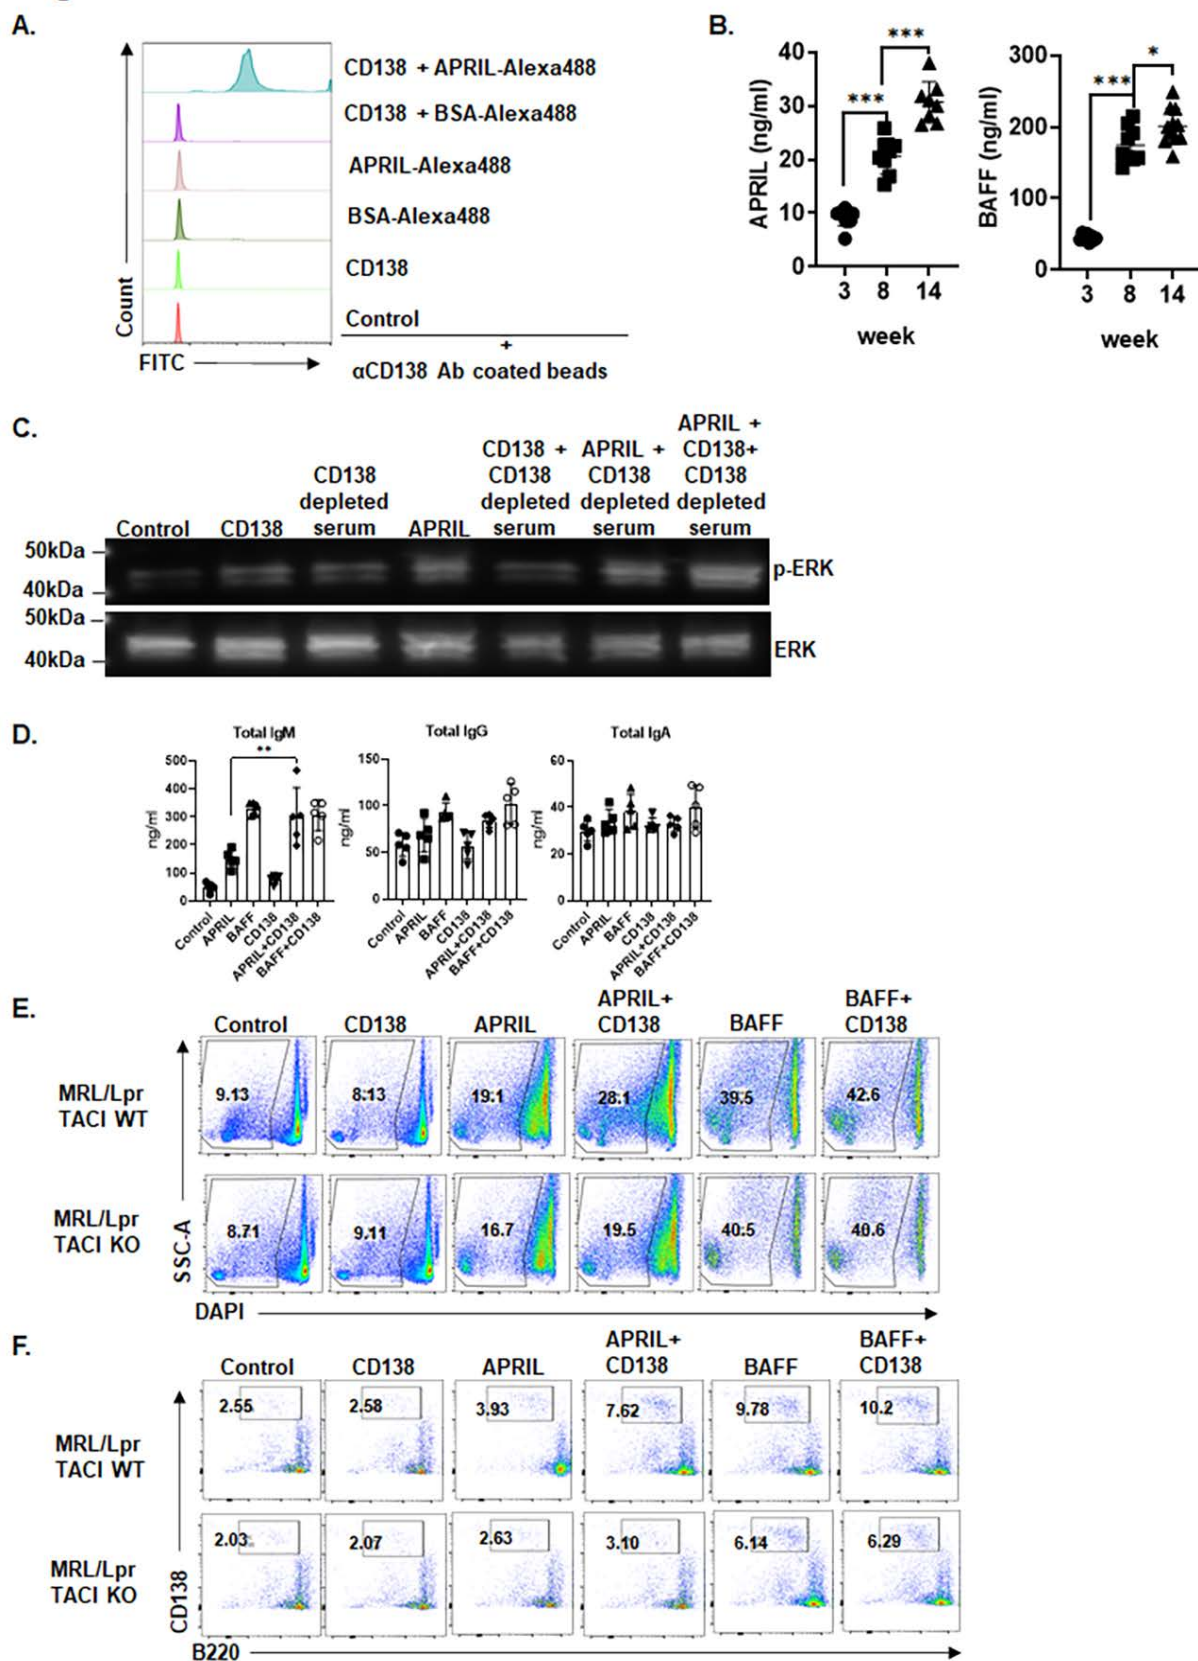 A.
CD138 + APRIL-Alexa488
CD138 + BSA-Alexa488
APRIL-Alexa488
BSA-Alexa488
CD138
Control
+
αCD138 Ab coated beads
Count
FITC
B.
APRIL (ng/ml)
40
30
20
10
0
***
***
3 8 14
week
BAFF (ng/ml)
300
200
100
0
***
*
3 8 14
week
C.
Control
CD138
CD138
depleted
serum
APRIL
CD138 +
CD138
depleted
serum
APRIL +
CD138
depleted
serum
APRIL +
CD138+
CD138
depleted
serum
50kDa
40kDa
p-ERK
50kDa
40kDa
ERK
D.
Total IgM
**
ng/ml
500
400
300
200
100
0
Control
APRIL
BAFF
CD138
APRIL+CD138
BAFF+CD138
Total IgG
ng/ml
150
100
50
0
Control
APRIL
BAFF
CD138
APRIL+CD138
BAFF+CD138
Total IgA
ng/ml
60
40
20
0
Control
APRIL
BAFF
CD138
APRIL+CD138
BAFF+CD138
E.
Control
CD138
APRIL
APRIL+
CD138
BAFF
BAFF+
CD138
MRL/Lpr
TACI WT
9.13 8.13 19.1 28.1 39.5 42.6
MRL/Lpr
TACI KO
8.71 9.11 16.7 19.5 40.5 40.6
SSC-A
DAPI
F.
Control
CD138
APRIL
APRIL+
CD138
BAFF
BAFF+
CD138
MRL/Lpr
TACI WT
2.55 2.58 3.93 7.62 9.78 10.2
MRL/Lpr
TACI KO
2.03 2.07 2.63 3.10 6.14 6.29
CD138
B220